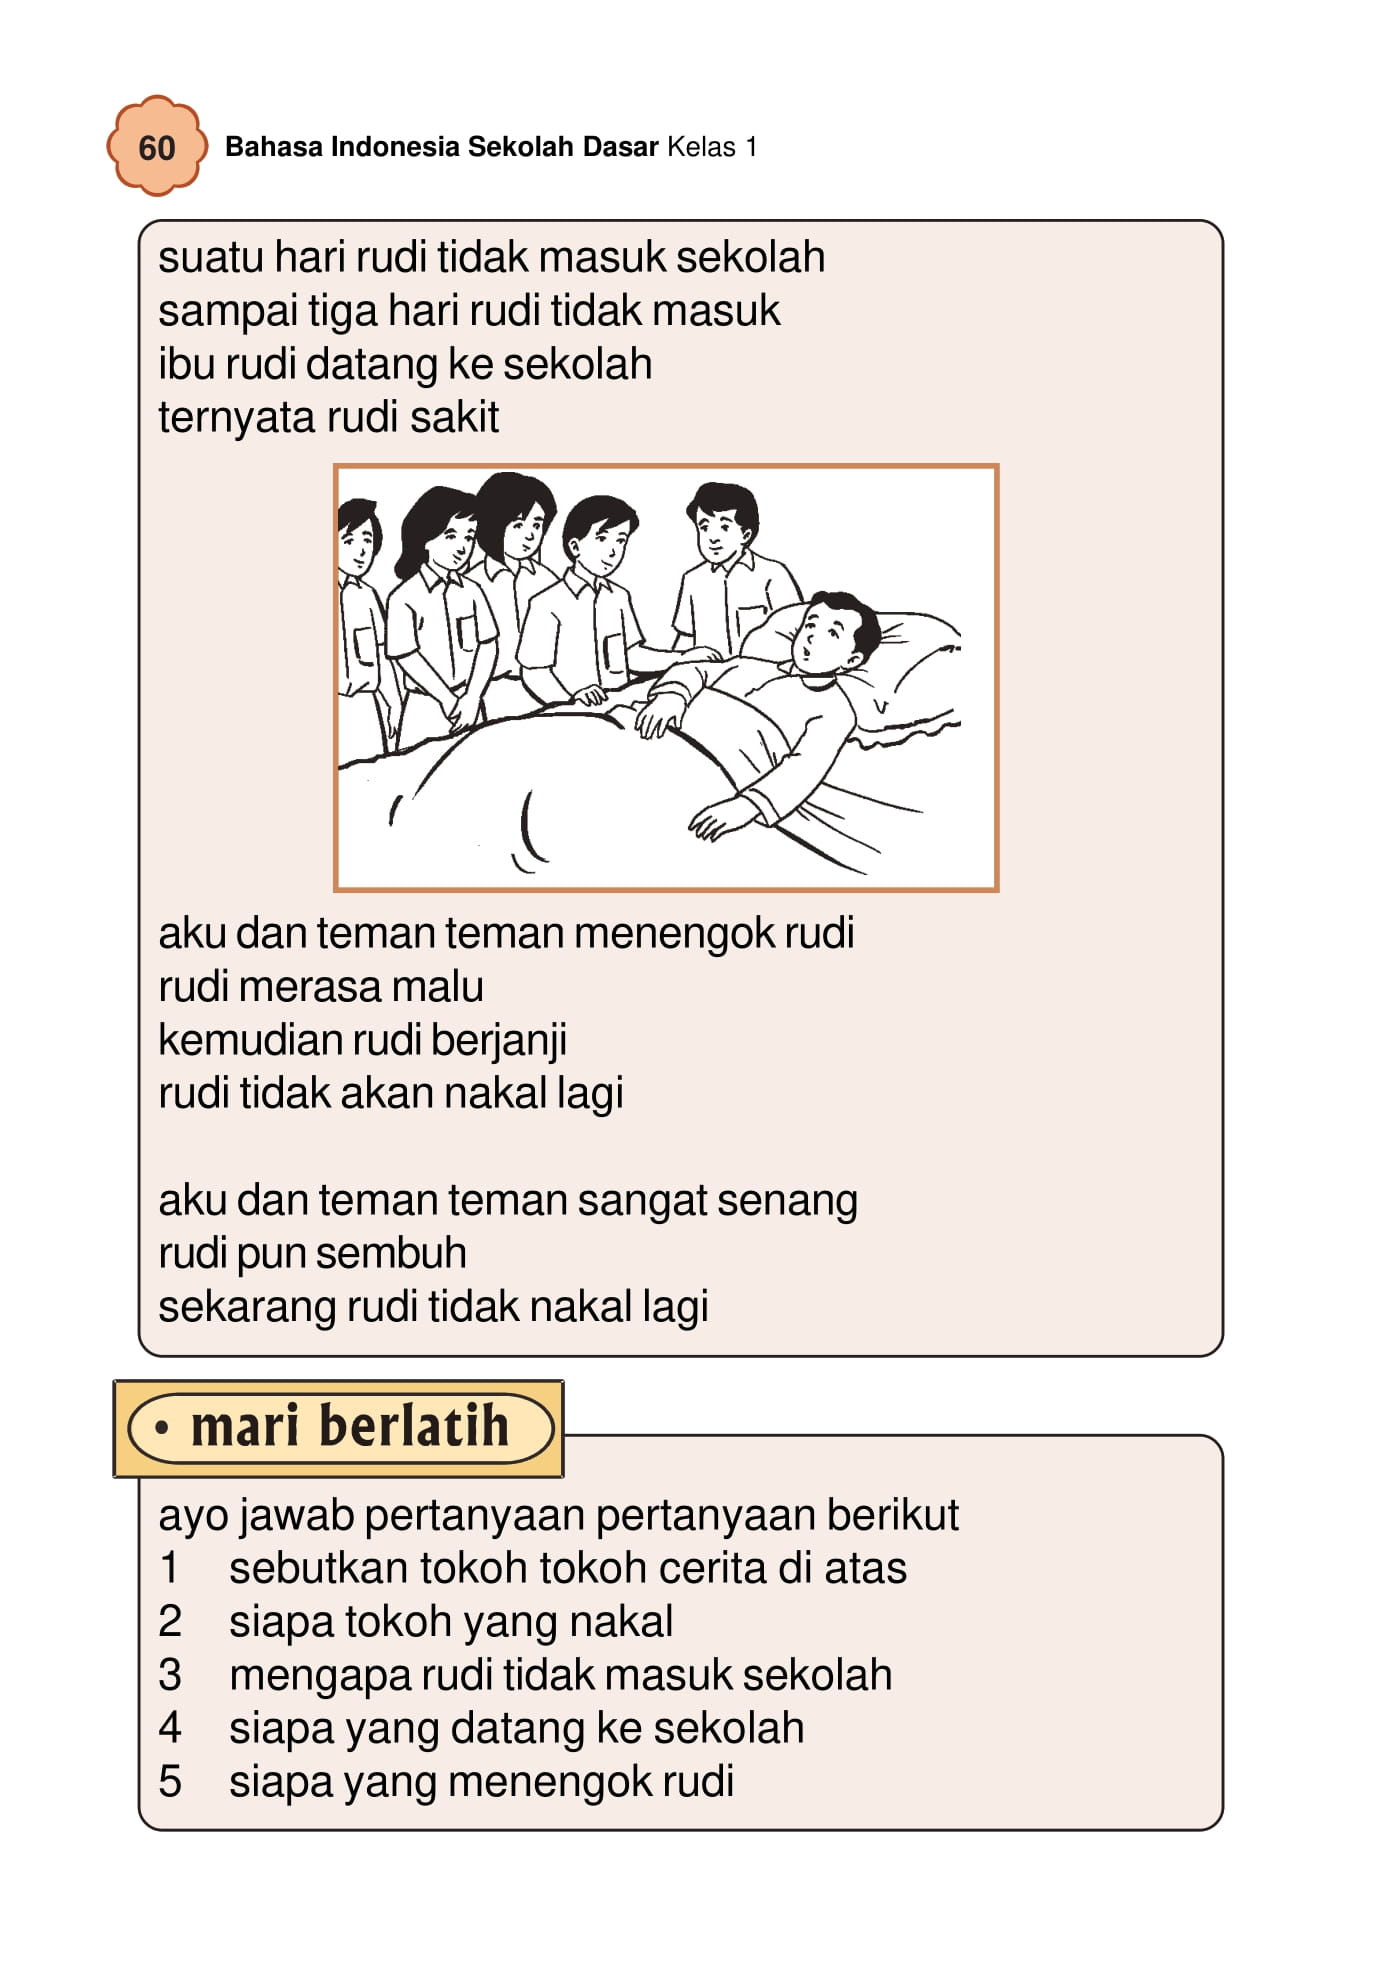 60
Bahasa Indonesia Sekolah Dasar Kelas 1
suatu hari rudi tidak masuk sekolah
sampai tiga hari rudi tidak masuk
ibu rudi datang ke sekolah
ternyata rudi sakit
aku dan teman teman menengok rudi
rudi merasa malu
kemudian rudi berjanji
rudi tidak akan nakal lagi
aku dan teman teman sangat senang
rudi pun sembuh
sekarang rudi tidak nakal lagi
• mari berlatih
ayo jawab pertanyaan pertanyaan berikut
1 sebutkan tokoh tokoh cerita di atas
2 siapa tokoh yang nakal
3 mengapa rudi tidak masuk sekolah
4 siapa yang datang ke sekolah
5 siapa yang menengok rudi